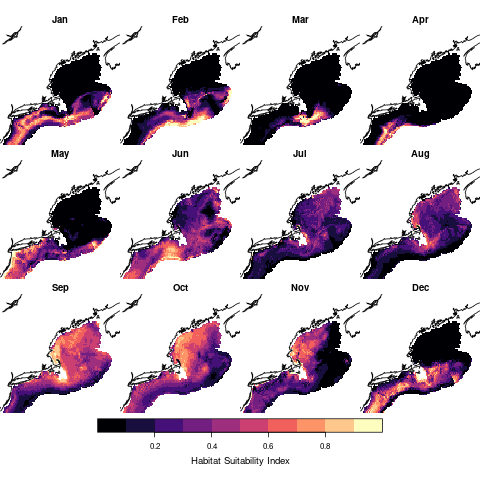 Jan Feb Mar Apr
May Jun Jul Aug
Sep Oct Nov Dec
0.2 0.4 0.6 0.8
Habitat Suitability Index